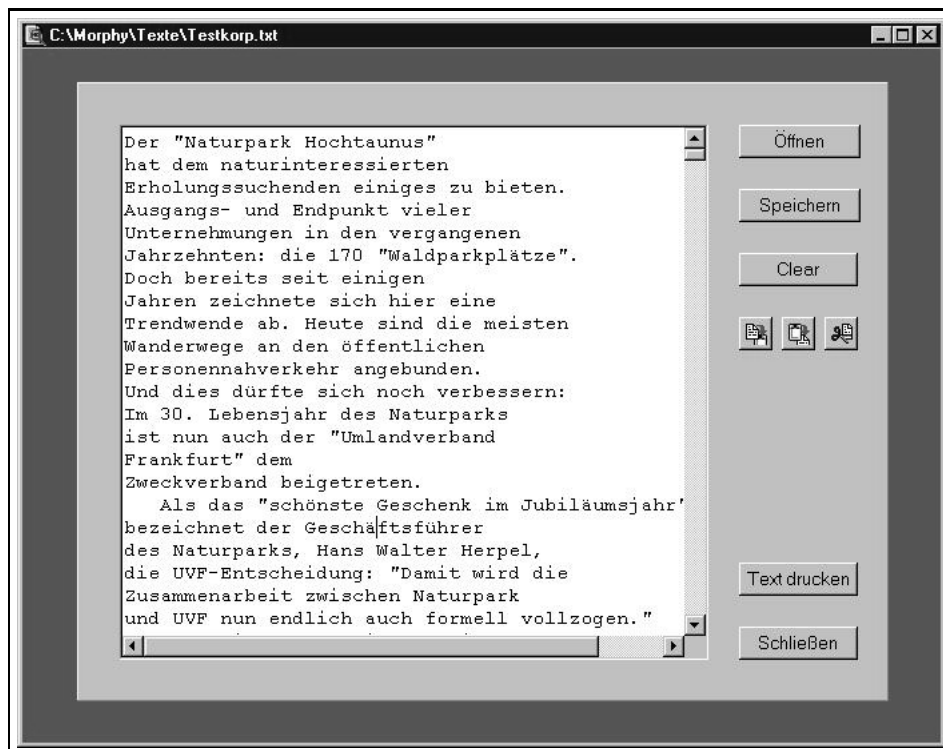 C:\Morphy\Texte\Testkorp.txt
Der "Naturpark Hochtaunus"
hat dem naturinteressierten
Erholungssuchenden einiges zu bieten.
Ausgangs- und Endpunkt vieler
Unternehmungen in den vergangenen
Jahrzehnten: die 170 "Waldparkplätze".
Doch bereits seit einigen
Jahren zeichnete sich hier eine
Trendwende ab. Heute sind die meisten
Wanderwege an den öffentlichen
Personennahverkehr angebunden.
Und dies dürfte sich noch verbessern:
Im 30. Lebensjahr des Naturparks
ist nun auch der "Umlandverband
Frankfurt" dem
Zweckverband beigetreten.
Als das "schönste Geschenk im Jubiläumsjahr"
bezeichnet der Geschäftsführer
des Naturparks, Hans Walter Herpel,
die UVF-Entscheidung: "Damit wird die
Zusammenarbeit zwischen Naturpark
und UVF nun endlich auch formell vollzogen."
Öffnen
Speichern
Clear
Text drucken
Schließen